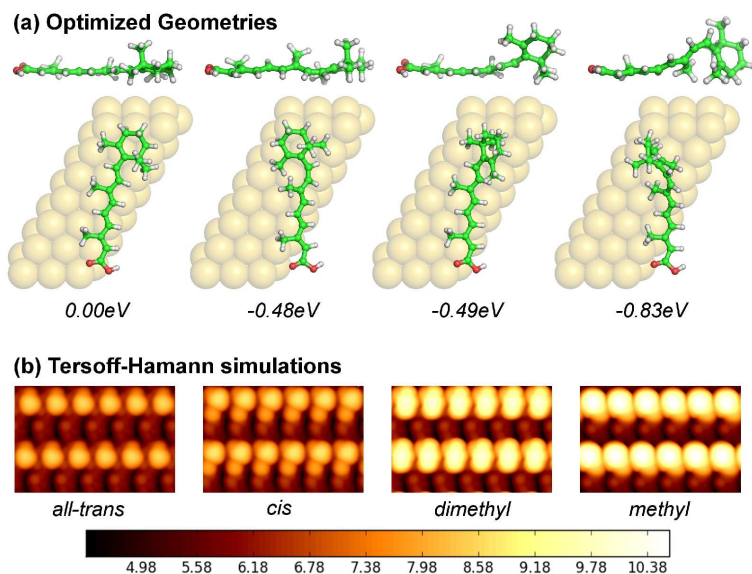 (a) Optimized Geometries
0.00eV -0.48eV -0.49eV -0.83eV
(b) Tersoff-Hamann simulations
all-trans cis dimethyl methyl
4.98 5.58 6.18 6.78 7.38 7.98 8.58 9.18 9.78 10.38